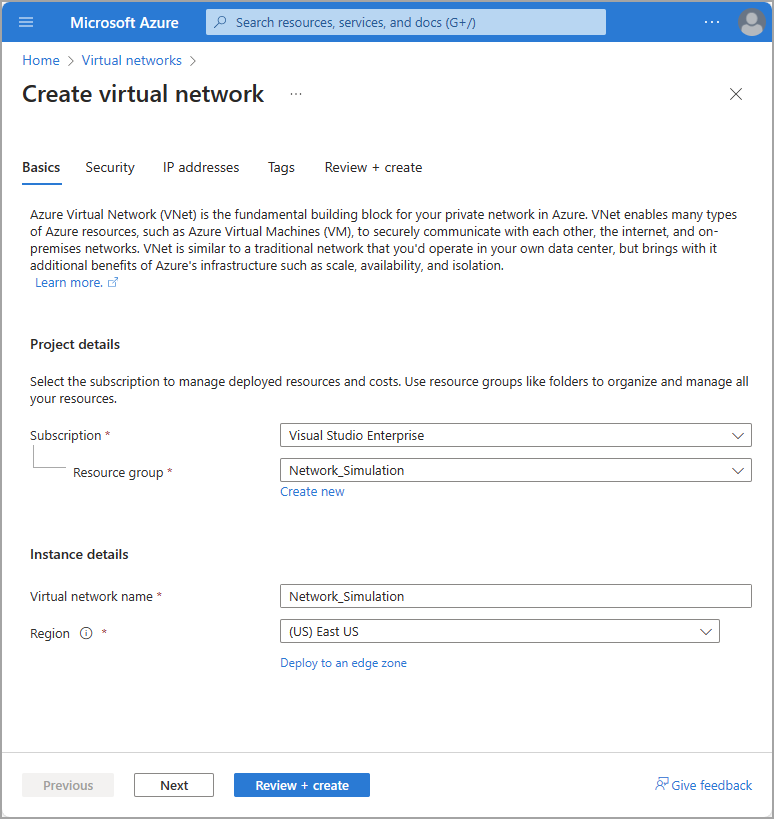 Microsoft Azure
Search resources, services, and docs (G+/)
...
Home > Virtual networks >
Create virtual network ...
Basics Security IP addresses Tags Review + create
Azure Virtual Network (VNet) is the fundamental building block for your private network in Azure. VNet enables many types
of Azure resources, such as Azure Virtual Machines (VM), to securely communicate with each other, the internet, and on-
premises networks. VNet is similar to a traditional network that you'd operate in your own data center, but brings with it
additional benefits of Azure's infrastructure such as scale, availability, and isolation.
Learn more.
Project details
Select the subscription to manage deployed resources and costs. Use resource groups like folders to organize and manage all
your resources.
Subscription * Visual Studio Enterprise
Resource group * Network_Simulation
Create new
Instance details
Virtual network name * Network_Simulation
Region * (US) East US
Deploy to an edge zone
Previous Next Review + create Give feedback